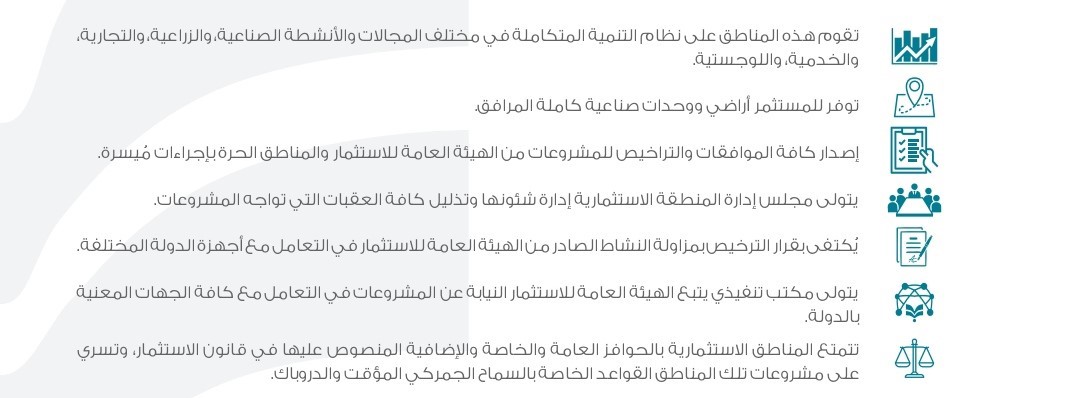 تقوم هذه المناطق على نظام التنمية المتكاملة في مختلف المجالات والأنشطة الصناعية، والزراعية، والتجارية،
والخدمية، واللوجستية.
توفر للمستثمر أراضي ووحدات صناعية كاملة المرافق.
إصدار كافة الموافقات والتراخيص للمشروعات من الهيئة العامة للاستثمار والمناطق الحرة بإجراءات مُيسرة.
يتولى مجلس إدارة المنطقة الاستثمارية إدارة شئونها وتذليل كافة العقبات التي تواجه المشروعات.
يُكتفى بقرار الترخيص بمزاولة النشاط الصادر من الهيئة العامة للاستثمار في التعامل مع أجهزة الدولة المختلفة.
يتولى مكتب تنفيذي يتبع الهيئة العامة للاستثمار النيابة عن المشروعات في التعامل مع كافة الجهات المعنية
بالدولة.
تتمتع المناطق الاستثمارية بالحوافز العامة والخاصة والإضافية المنصوص عليها في قانون الاستثمار، وتسري
على مشروعات تلك المناطق القواعد الخاصة بالسماح الجمركي المؤقت والدروباك.